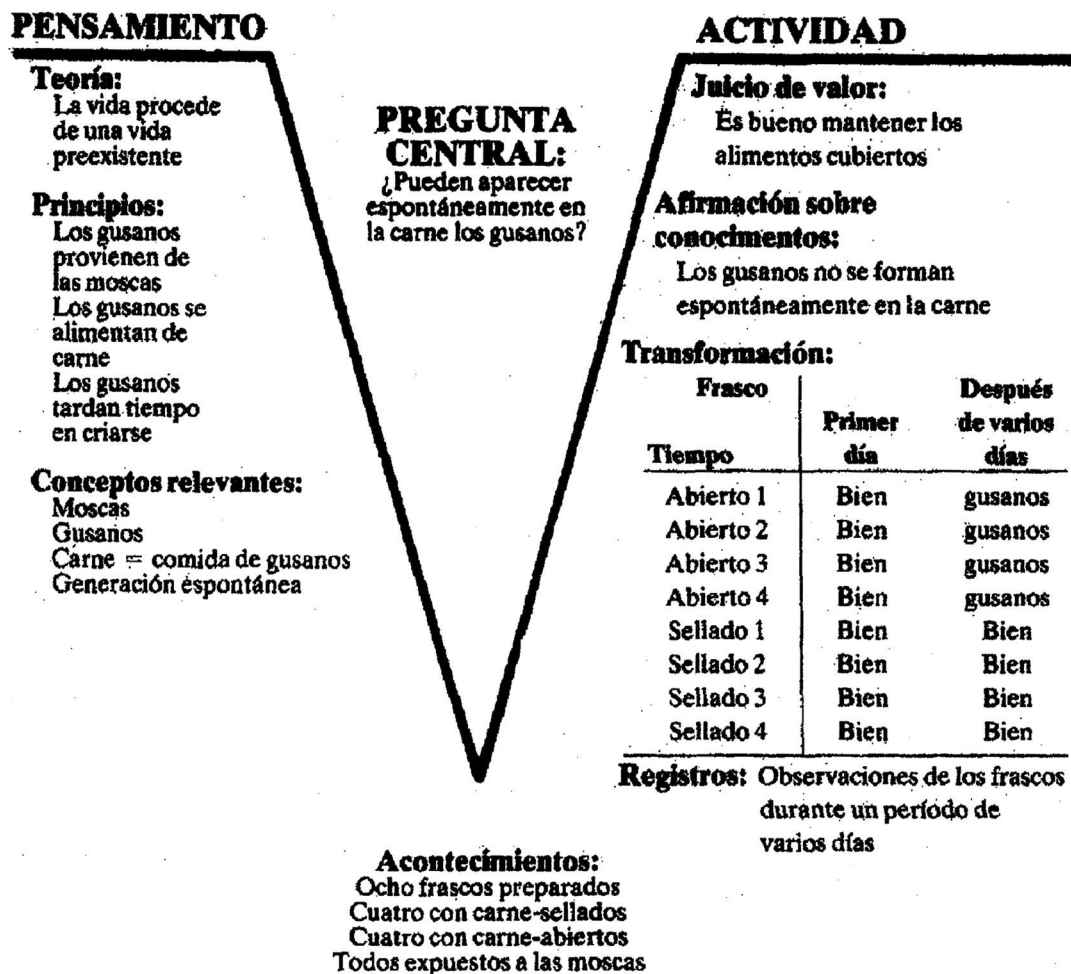 PENSAMIENTO
Teoría:
La vida procede
de una vida
preexistente
Principios:
Los gusanos
provienen de
las moscas
Los gusanos se
alimentan de
carne
Los gusanos
tardan tiempo
en criarse
Conceptos relevantes:
Moscas
Gusanos
Carne = comida de gusanos
Generación espontánea
PREGUNTA
CENTRAL:
¿Pueden aparecer
espontáneamente en
la carne los gusanos?
ACTIVIDAD
Juicio de valor:
Es bueno mantener los
alimentos cubiertos
Afirmación sobre
conocimientos:
Los gusanos no se forman
espontáneamente en la carne
Transformación:
Frasco Después
Primer de varios
Tiempo día días
Abierto 1 Bien gusanos
Abierto 2 Bien gusanos
Abierto 3 Bien gusanos
Abierto 4 Bien gusanos
Sellado 1 Bien Bien
Sellado 2 Bien Bien
Sellado 3 Bien Bien
Sellado 4 Bien Bien
Registros: Observaciones de los frascos
durante un período de
varios días
Acontecimientos:
Ocho frascos preparados
Cuatro con carne-sellados
Cuatro con carne-abiertos
Todos expuestos a las moscas